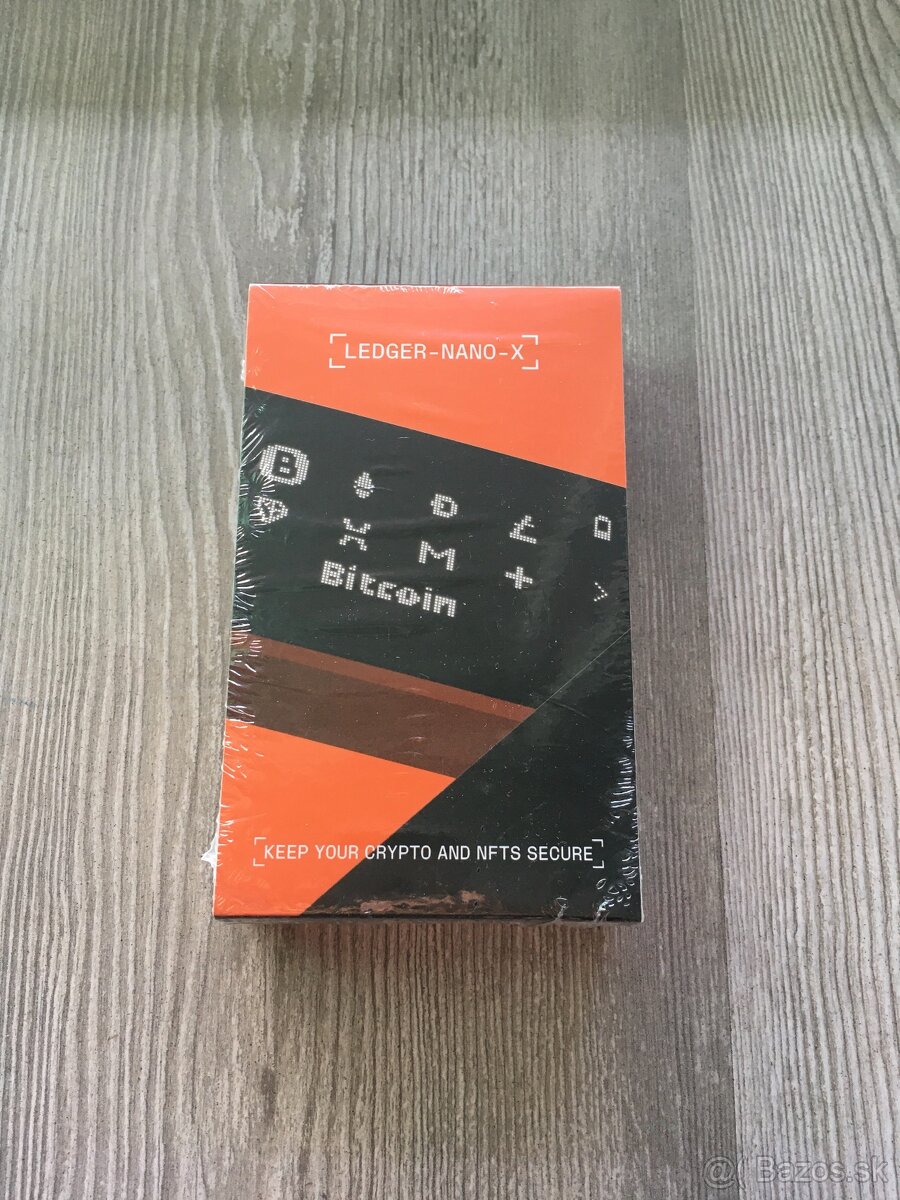 LEDGER-NANO-X
B
X M
Bitcoin
KEEP YOUR CRYPTO AND NFTS SECURE
@ Bazos.sk